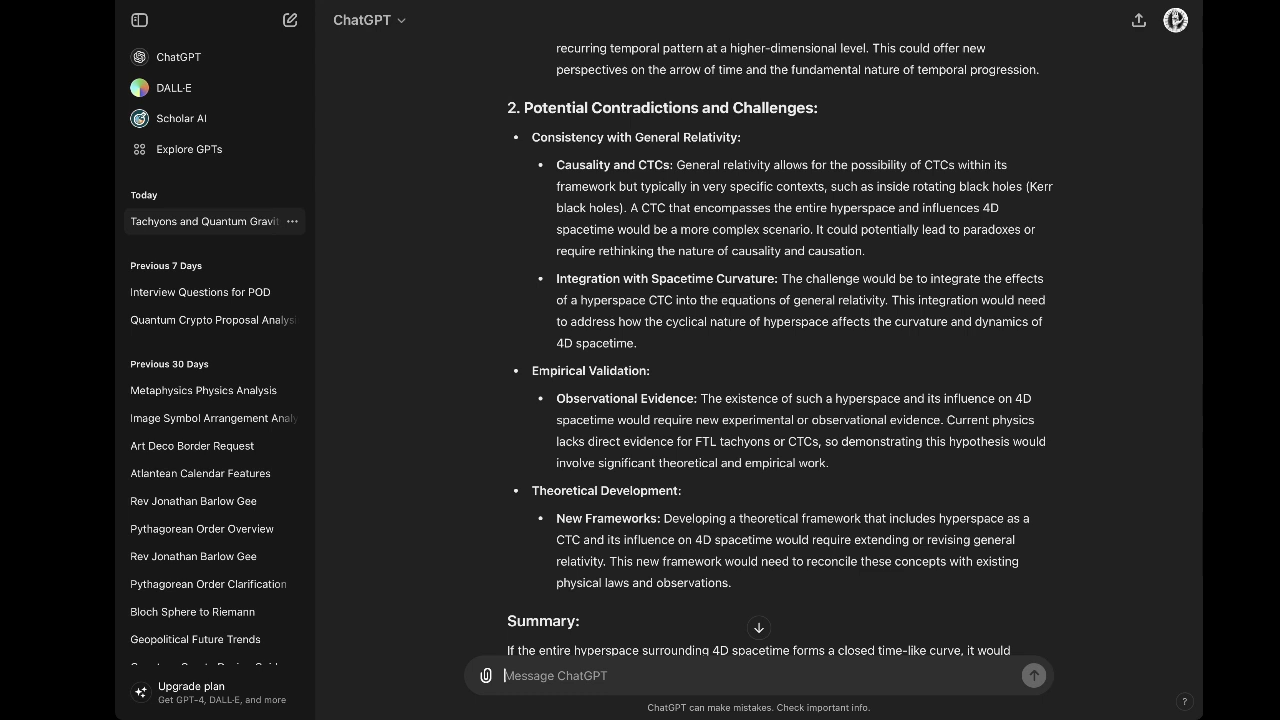 ChatGPT
DALL·E
Scholar AI
Explore GPTs
Today
Tachyons and Quantum Gravit
Previous 7 Days
Interview Questions for POD
Quantum Crypto Proposal Analysi
Previous 30 Days
Metaphysics Physics Analysis
Image Symbol Arrangement Analy
Art Deco Border Request
Atlantean Calendar Features
Rev Jonathan Barlow Gee
Pythagorean Order Overview
Rev Jonathan Barlow Gee
Pythagorean Order Clarification
Bloch Sphere to Riemann
Geopolitical Future Trends
Upgrade plan
Get GPT-4, DALL·E, and more
ChatGPT
recurring temporal pattern at a higher-dimensional level. This could offer new
perspectives on the arrow of time and the fundamental nature of temporal progression.
2. Potential Contradictions and Challenges:
• Consistency with General Relativity:
• Causality and CTCs: General relativity allows for the possibility of CTCs within its
framework but typically in very specific contexts, such as inside rotating black holes (Kerr
black holes). A CTC that encompasses the entire hyperspace and influences 4D
spacetime would be a more complex scenario. It could potentially lead to paradoxes or
require rethinking the nature of causality and causation.
• Integration with Spacetime Curvature: The challenge would be to integrate the effects
of a hyperspace CTC into the equations of general relativity. This integration would need
to address how the cyclical nature of hyperspace affects the curvature and dynamics of
4D spacetime.
• Empirical Validation:
• Observational Evidence: The existence of such a hyperspace and its influence on 4D
spacetime would require new experimental or observational evidence. Current physics
lacks direct evidence for FTL tachyons or CTCs, so demonstrating this hypothesis would
involve significant theoretical and empirical work.
• Theoretical Development:
• New Frameworks: Developing a theoretical framework that includes hyperspace as a
CTC and its influence on 4D spacetime would require extending or revising general
relativity. This new framework would need to reconcile these concepts with existing
physical laws and observations.
Summary:
If the entire hyperspace surrounding 4D spacetime forms a closed time-like curve, it would
Message ChatGPT
ChatGPT can make mistakes. Check important info.
?